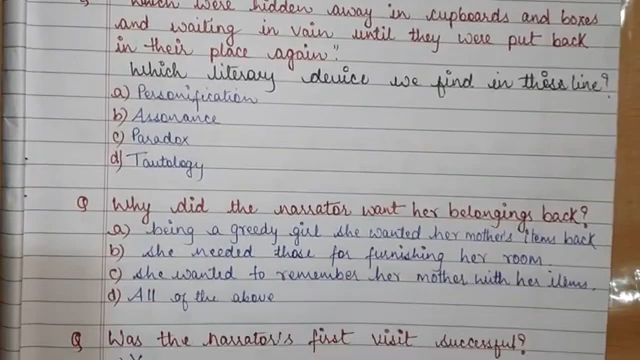 "which were hidden away in cupboards and boxes
and waiting in vain until they were put back
in their place again".
Which literary device we find in these line?
a) Personification
b) Assonance
c) Paradox
d) Tautology
Q Why did the narrator want her belongings back?
a) being a greedy girl she wanted her mother's items back
b) she needed those for furnishing her room.
c) she wanted to remember her mother with her items.
d) All of the above
Q Was the narrator's first visit successful?